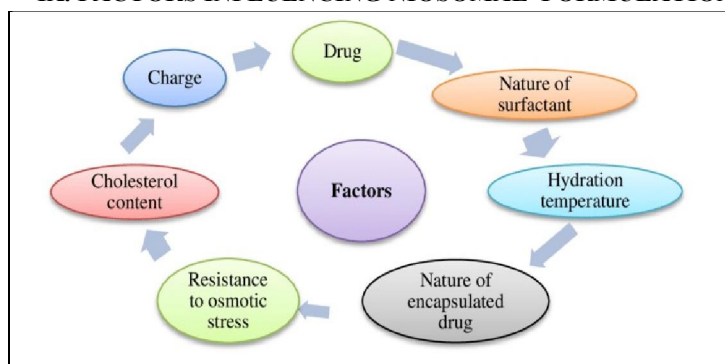 IX. FACTORS INFLUENCING NIOSOMAL FORMULATION
Drug
Nature of
surfactant
Hydration
temperature
Nature of
encapsulated
drug
Resistance
to osmotic
stress
Cholesterol
content
Charge
Factors